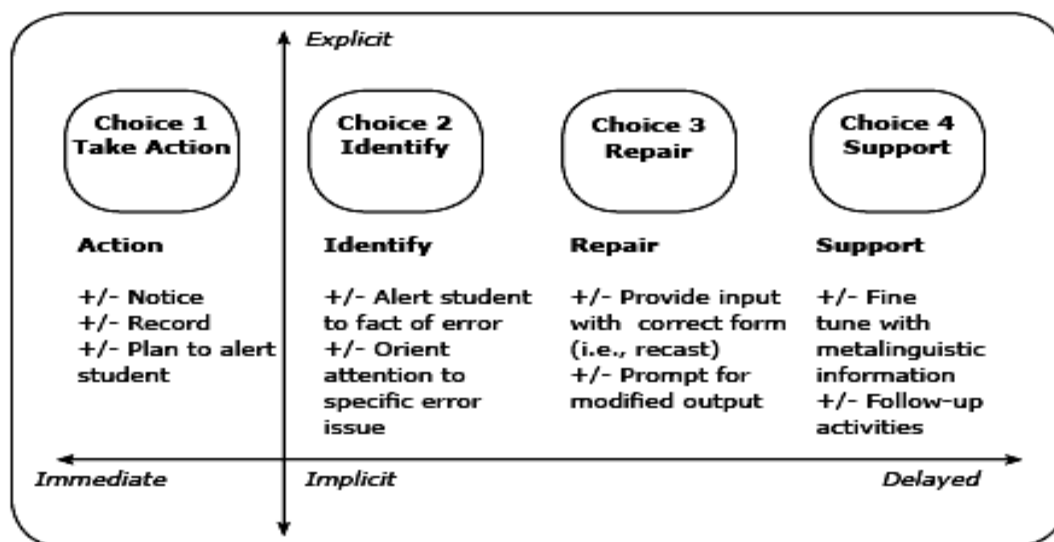 Explicit
Choice 1
Take Action
Choice 2
Identify
Choice 3
Repair
Choice 4
Support
Action
+/- Notice
+/- Record
+/- Plan to alert
student
Identify
+/- Alert student
to fact of error
+/- Orient
attention to
specific error
issue
Repair
+/- Provide input
with correct form
(i.e., recast)
+/- Prompt for
modified output
Support
+/- Fine
tune with
metalinguistic
information
+/- Follow-up
activities
Immediate
Implicit
Delayed